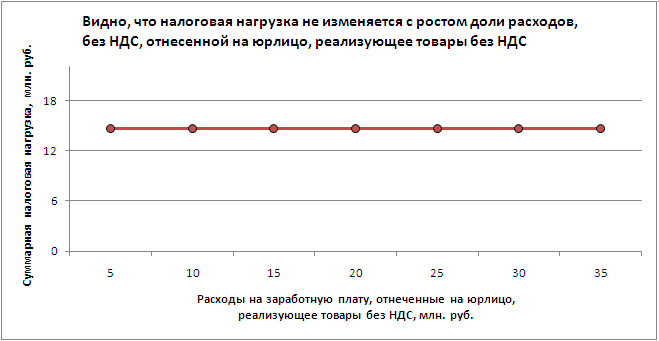 Видно, что налоговая нагрузка не изменяется с ростом доли расходов,
без НДС, отнесенной на юрлицо, реализующее товары без НДС
Суммарная налоговая нагрузка, млн. руб.
18
12
6
0
5 10 15 20 25 30 35
Расходы на заработную плату, отнеченные на юрлицо,
реализующее товары без НДС, млн. руб.